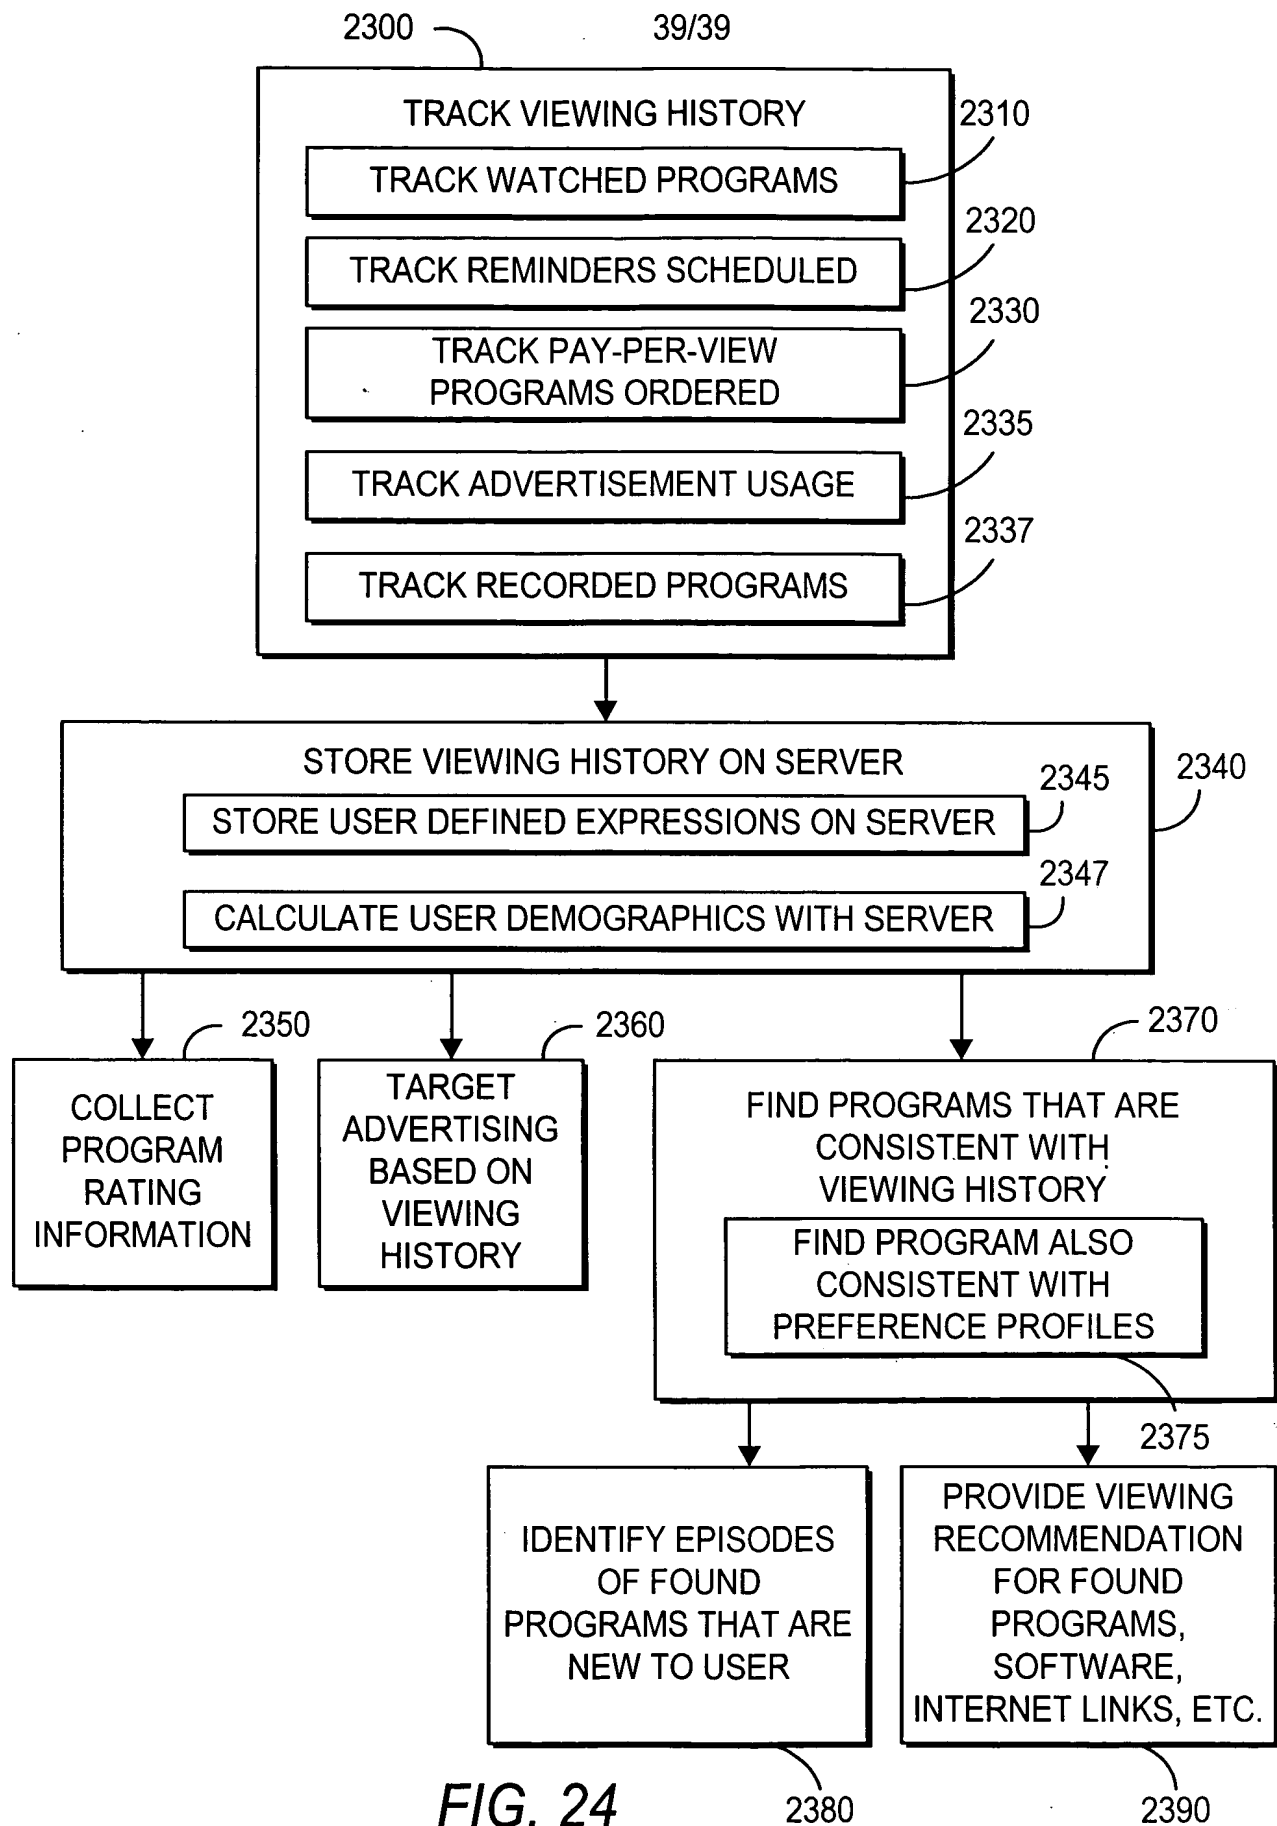 2300
39/39
TRACK VIEWING HISTORY
2310
TRACK WATCHED PROGRAMS
2320
TRACK REMINDERS SCHEDULED
2330
TRACK PAY-PER-VIEW
PROGRAMS ORDERED
2335
TRACK ADVERTISEMENT USAGE
2337
TRACK RECORDED PROGRAMS
STORE VIEWING HISTORY ON SERVER
2340
2345
STORE USER DEFINED EXPRESSIONS ON SERVER
2347
CALCULATE USER DEMOGRAPHICS WITH SERVER
2350
COLLECT
PROGRAM
RATING
INFORMATION
2360
TARGET
ADVERTISING
BASED ON
VIEWING
HISTORY
2370
FIND PROGRAMS THAT ARE
CONSISTENT WITH
VIEWING HISTORY
FIND PROGRAM ALSO
CONSISTENT WITH
PREFERENCE PROFILES
2375
IDENTIFY EPISODES
OF FOUND
PROGRAMS THAT ARE
NEW TO USER
2380
PROVIDE VIEWING
RECOMMENDATION
FOR FOUND
PROGRAMS,
SOFTWARE,
INTERNET LINKS, ETC.
2390
FIG. 24